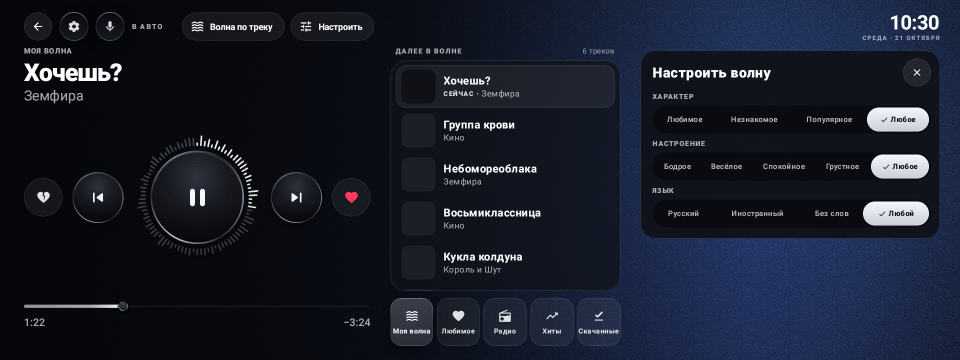 В АВТО
Волна по треку
Настроить
10:30
СРЕДА · 21 ОКТЯБРЯ
МОЯ ВОЛНА
Хочешь?
Земфира
1:22
−3:24
ДАЛЕЕ В ВОЛНЕ
6 треков
Хочешь?
СЕЙЧАС · Земфира
Группа крови
Кино
Небомореоблака
Земфира
Восьмиклассница
Кино
Кукла колдуна
Король и Шут
Моя волна
Любимое
Радио
Хиты
Скачанные
Настроить волну
ХАРАКТЕР
Любимое Незнакомое Популярное Любое
НАСТРОЕНИЕ
Бодрое Весёлое Спокойное Грустное Любое
ЯЗЫК
Русский Иностранный Без слов Любой